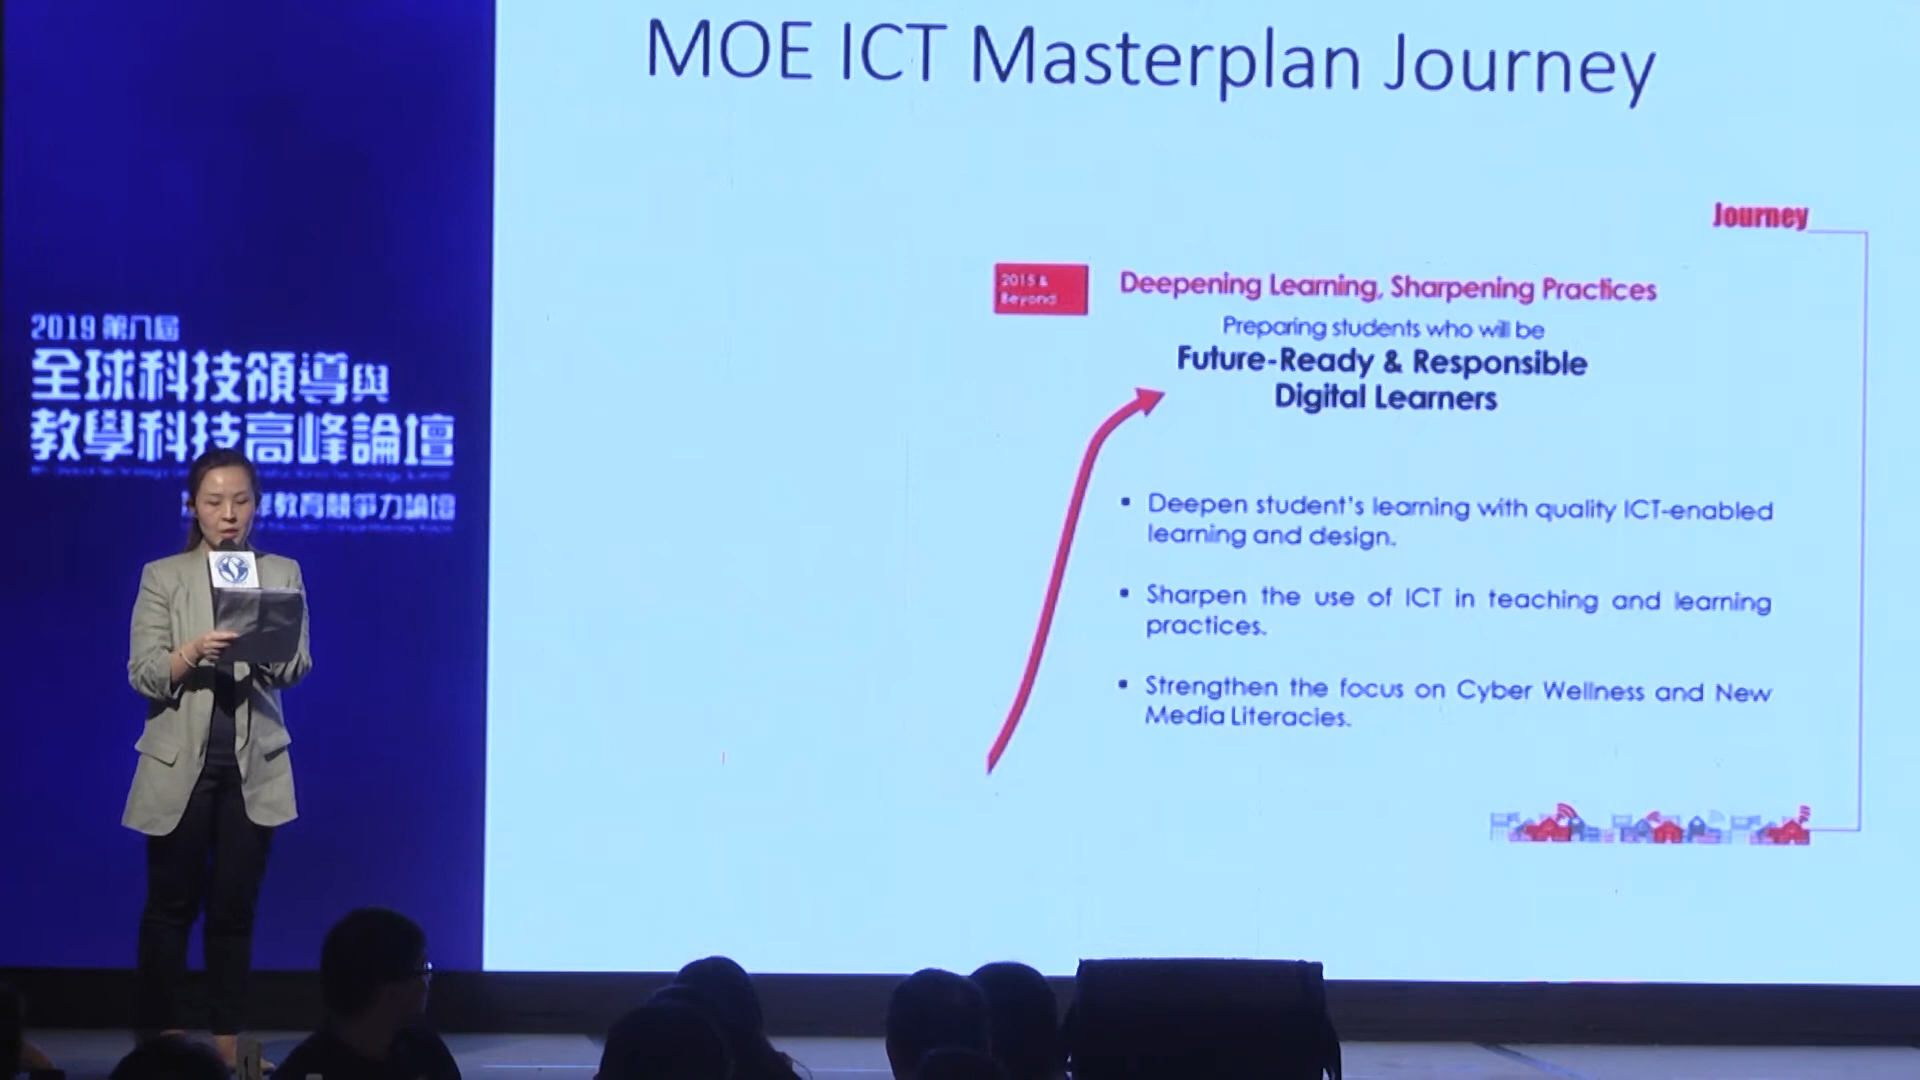 MOE ICT Masterplan Journey
Journey
2015 &
Beyond
Deepening Learning, Sharpening Practices
Preparing students who will be
Future-Ready & Responsible
Digital Learners
▪ Deepen student's learning with quality ICT-enabled
learning and design.
▪ Sharpen the use of ICT in teaching and learning
practices.
▪ Strengthen the focus on Cyber Wellness and New
Media Literacies.
2019 第八屆
全球科技領導與
教學科技高峰論壇
教育競爭力論壇